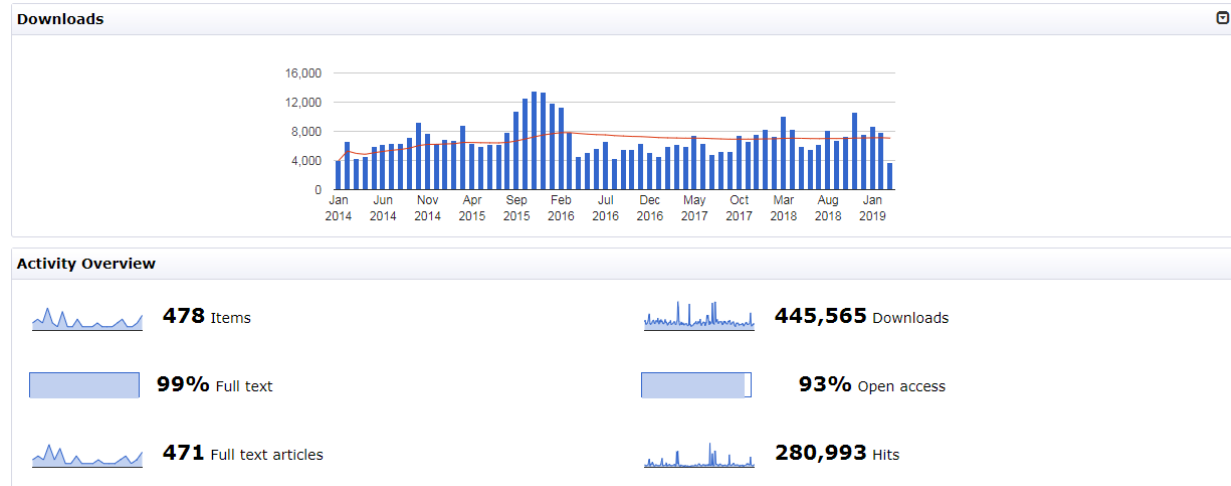 Downloads
16,000
12,000
8,000
4,000
0
Jan Jun Nov Apr Sep Feb Jul Dec May Oct Mar Aug Jan
2014 2014 2014 2015 2015 2016 2016 2016 2017 2017 2018 2018 2019
Activity Overview
478 Items 445,565 Downloads
99% Full text 93% Open access
471 Full text articles 280,993 Hits